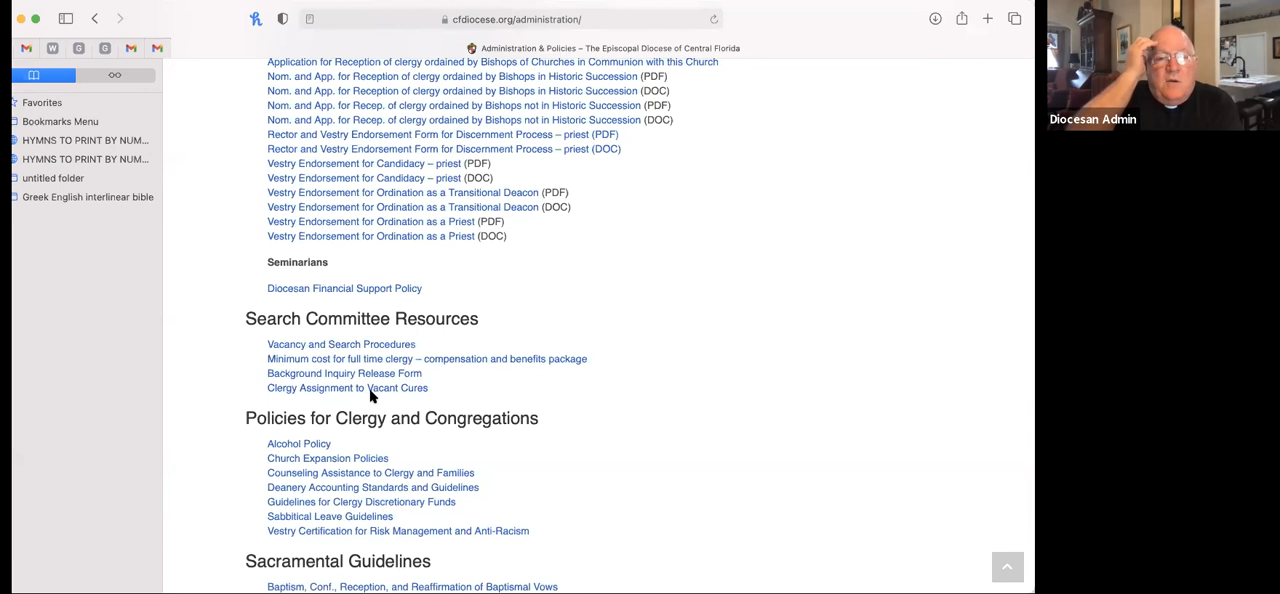 cfdiocese.org/administration/
W
G
G
Administration & Policies – The Episcopal Diocese of Central Florida
Favorites
Bookmarks Menu
HYMNS TO PRINT BY NUM...
HYMNS TO PRINT BY NUM...
untitled folder
Greek English interlinear bible
Application for Reception of clergy ordained by Bishops of Churches in Communion with this Church
Nom. and App. for Reception of clergy ordained by Bishops in Historic Succession (PDF)
Nom. and App. for Reception of clergy ordained by Bishops in Historic Succession (DOC)
Nom. and App. for Recep. of clergy ordained by Bishops not in Historic Succession (PDF)
Nom. and App. for Recep. of clergy ordained by Bishops not in Historic Succession (DOC)
Rector and Vestry Endorsement Form for Discernment Process – priest (PDF)
Rector and Vestry Endorsement Form for Discernment Process – priest (DOC)
Vestry Endorsement for Candidacy – priest (PDF)
Vestry Endorsement for Candidacy – priest (DOC)
Vestry Endorsement for Ordination as a Transitional Deacon (PDF)
Vestry Endorsement for Ordination as a Transitional Deacon (DOC)
Vestry Endorsement for Ordination as a Priest (PDF)
Vestry Endorsement for Ordination as a Priest (DOC)
Seminarians
Diocesan Financial Support Policy
Search Committee Resources
Vacancy and Search Procedures
Minimum cost for full time clergy – compensation and benefits package
Background Inquiry Release Form
Clergy Assignment to Vacant Cures
Policies for Clergy and Congregations
Alcohol Policy
Church Expansion Policies
Counseling Assistance to Clergy and Families
Deanery Accounting Standards and Guidelines
Guidelines for Clergy Discretionary Funds
Sabbitical Leave Guidelines
Vestry Certification for Risk Management and Anti-Racism
Sacramental Guidelines
Baptism, Conf., Reception, and Reaffirmation of Baptismal Vows
Diocesan Admin